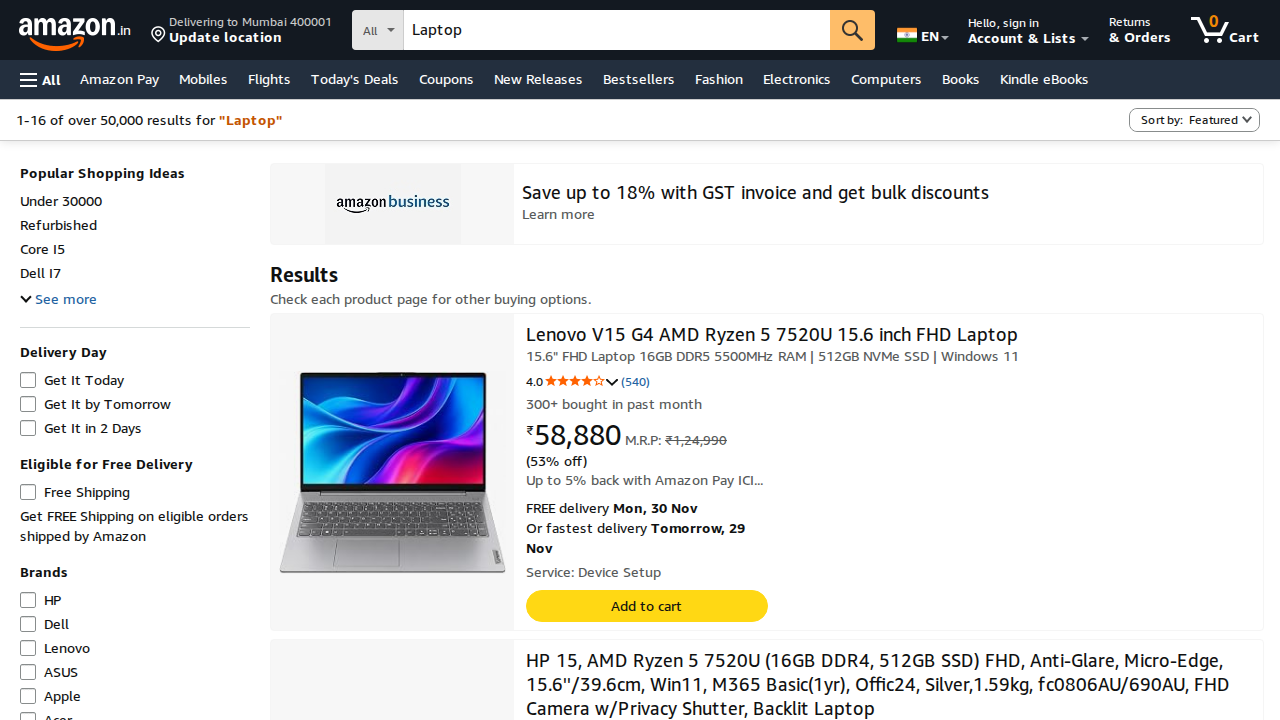 amazon.in
Delivering to Mumbai 400001
Update location
All
Laptop
EN
Hello, sign in
Account & Lists
Returns
& Orders
0
Cart
All
Amazon Pay
Mobiles
Flights
Today's Deals
Coupons
New Releases
Bestsellers
Fashion
Electronics
Computers
Books
Kindle eBooks
1-16 of over 50,000 results for "Laptop"
Sort by: Featured
Popular Shopping Ideas
Under 30000
Refurbished
Core I5
Dell I7
See more
Delivery Day
Get It Today
Get It by Tomorrow
Get It in 2 Days
Eligible for Free Delivery
Free Shipping
Get FREE Shipping on eligible orders
shipped by Amazon
Brands
HP
Dell
Lenovo
ASUS
Apple
Acer
amazon business
Save up to 18% with GST invoice and get bulk discounts
Learn more
Results
Check each product page for other buying options.
Lenovo V15 G4 AMD Ryzen 5 7520U 15.6 inch FHD Laptop
15.6" FHD Laptop 16GB DDR5 5500MHz RAM | 512GB NVMe SSD | Windows 11
4.0 (540)
300+ bought in past month
₹58,880 M.R.P: ₹1,24,990
(53% off)
Up to 5% back with Amazon Pay ICI...
FREE delivery Mon, 30 Nov
Or fastest delivery Tomorrow, 29
Nov
Service: Device Setup
Add to cart
HP 15, AMD Ryzen 5 7520U (16GB DDR4, 512GB SSD) FHD, Anti-Glare, Micro-Edge,
15.6''/39.6cm, Win11, M365 Basic(1yr), Offic24, Silver,1.59kg, fc0806AU/690AU, FHD
Camera w/Privacy Shutter, Backlit Laptop